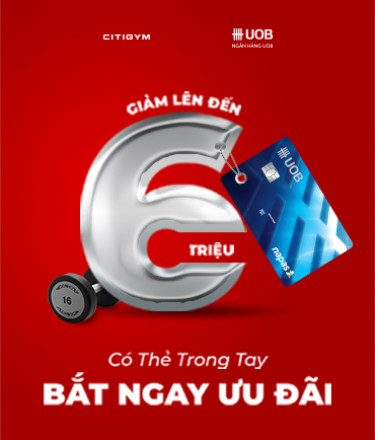 CITIGYM
UOB
NGÂN HÀNG UOB
GIẢM LÊN ĐẾN
6
TRIỆU
UOB
napas
16
Có Thẻ Trong Tay
BẮT NGAY ƯU ĐÃI